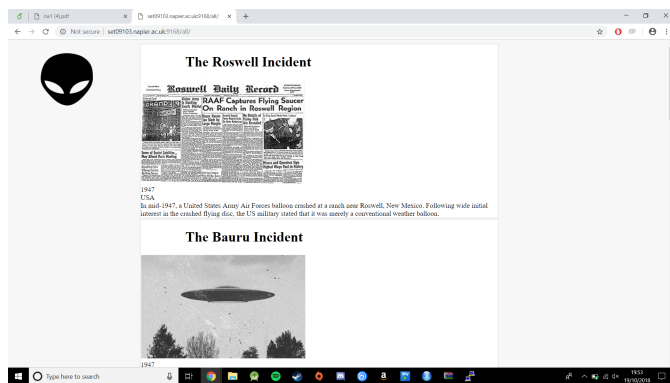 cw1 (4).pdf
set09103.napier.ac.uk:9168/all/
Not secure | set09103.napier.ac.uk:9168/all/
The Roswell Incident
Roswell Daily Record
RAAF Captures Flying Saucer
On Ranch in Roswell Region
1947
USA
In mid-1947, a United States Army Air Forces balloon crashed at a ranch near Roswell, New Mexico. Following wide initial
interest in the crashed flying disc, the US military stated that it was merely a conventional weather balloon.
The Bauru Incident
1947
Type here to search
19:53
19/10/2018